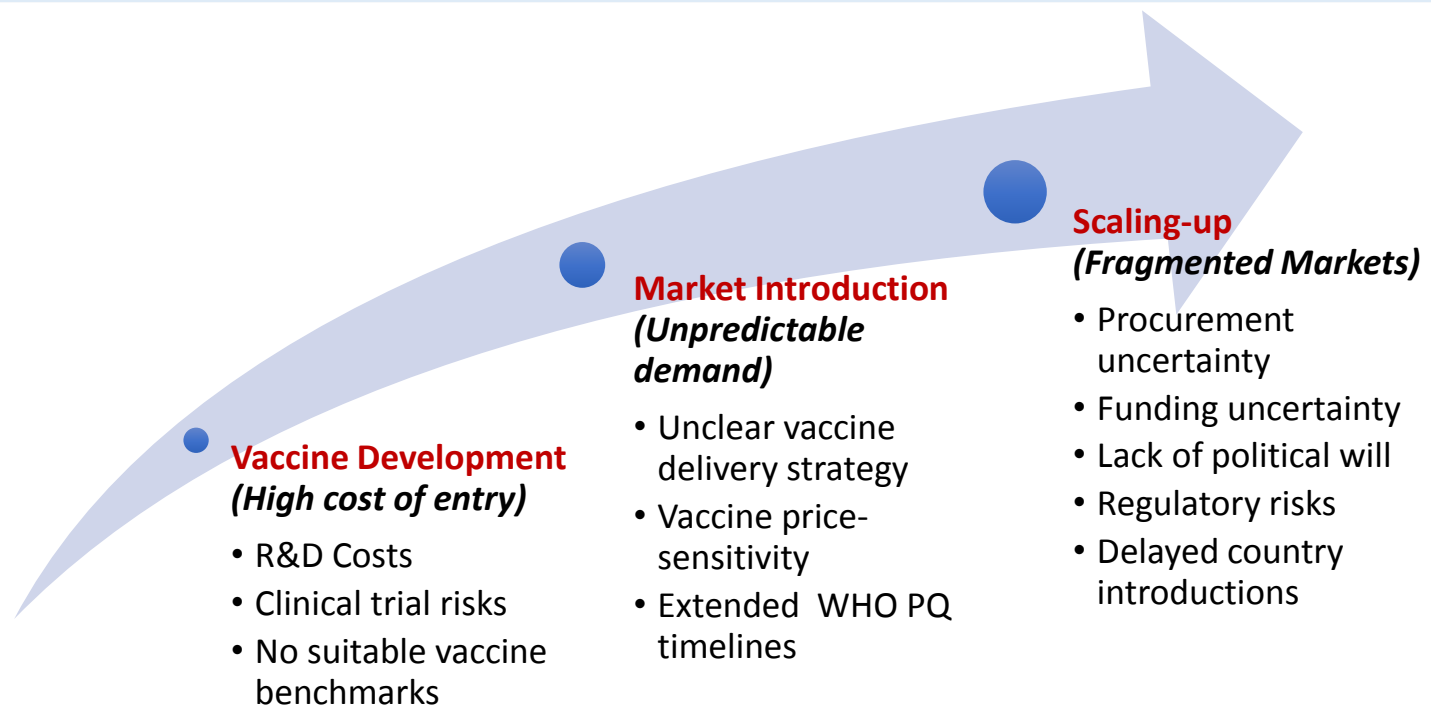 Vaccine Development
(High cost of entry)
• R&D Costs
• Clinical trial risks
• No suitable vaccine
benchmarks
Market Introduction
(Unpredictable
demand)
• Unclear vaccine
delivery strategy
• Vaccine price-
sensitivity
• Extended  WHO PQ
timelines
Scaling-up
(Fragmented Markets)
• Procurement
uncertainty
• Funding uncertainty
• Lack of political will
• Regulatory risks
• Delayed country
introductions